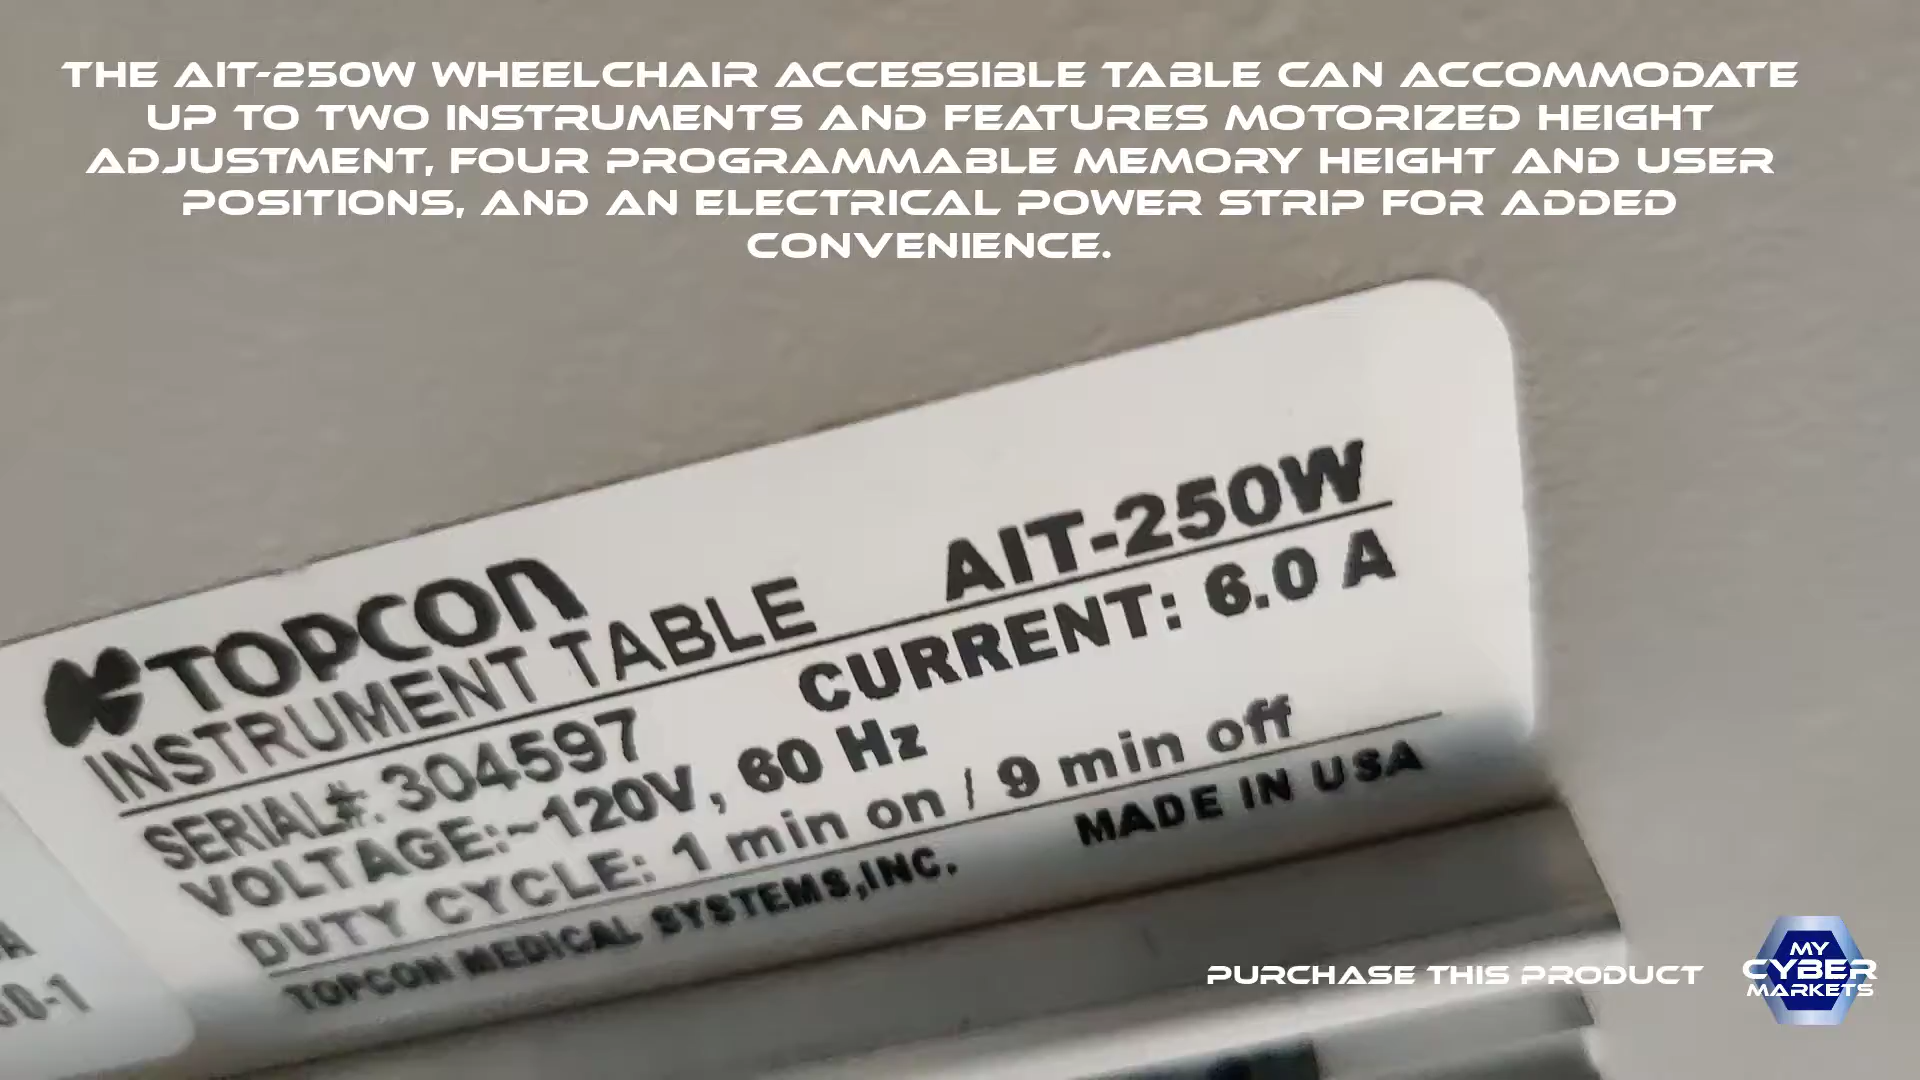 THE AIT-250W WHEELCHAIR ACCESSIBLE TABLE CAN ACCOMMODATE
UP TO TWO INSTRUMENTS AND FEATURES MOTORIZED HEIGHT
ADJUSTMENT, FOUR PROGRAMMABLE MEMORY HEIGHT AND USER
POSITIONS, AND AN ELECTRICAL POWER STRIP FOR ADDED
CONVENIENCE.
TOPCON
INSTRUMENT TABLE AIT-250W
SERIAL#. 304597 CURRENT: 6.0 A
VOLTAGE:~120V, 60 Hz
DUTY CYCLE: 1 min on / 9 min off
TOPCON MEDICAL SYSTEMS,INC. MADE IN USA
PURCHASE THIS PRODUCT
MY
CYBER
MARKETS